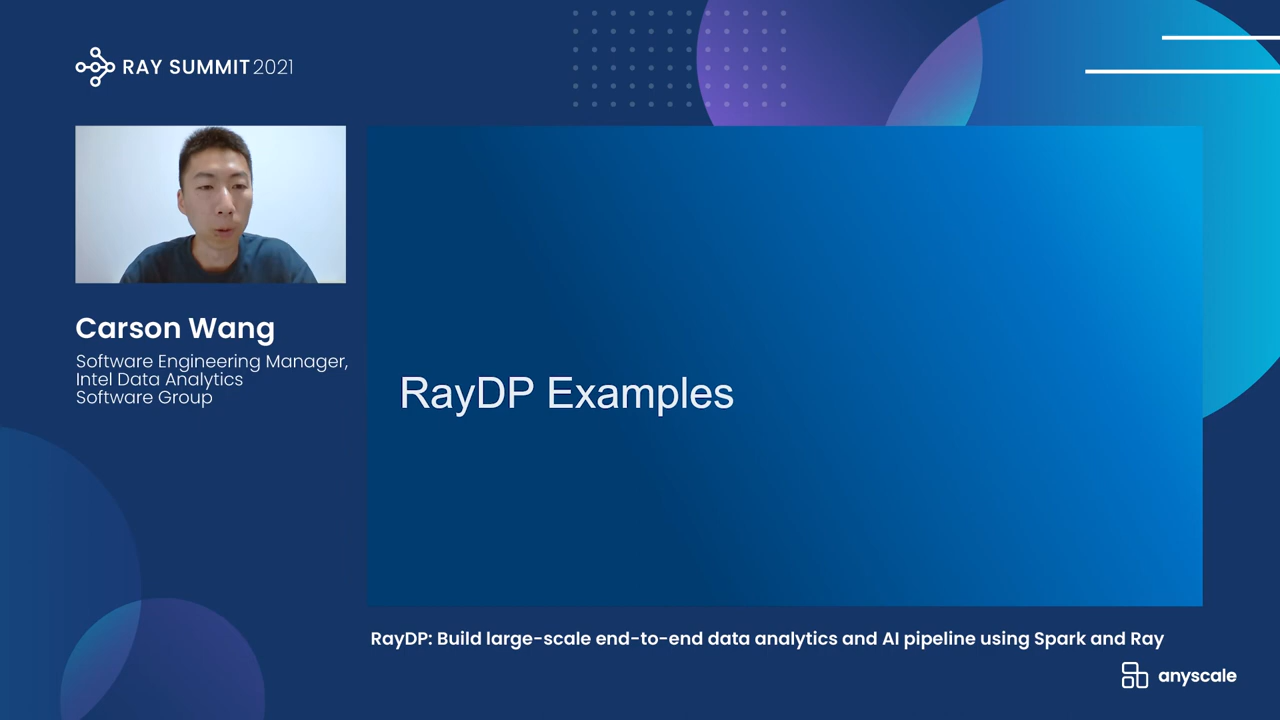 RAY SUMMIT 2021
Carson Wang
Software Engineering Manager,
Intel Data Analytics
Software Group
RayDP Examples
RayDP: Build large-scale end-to-end data analytics and AI pipeline using Spark and Ray
anyscale